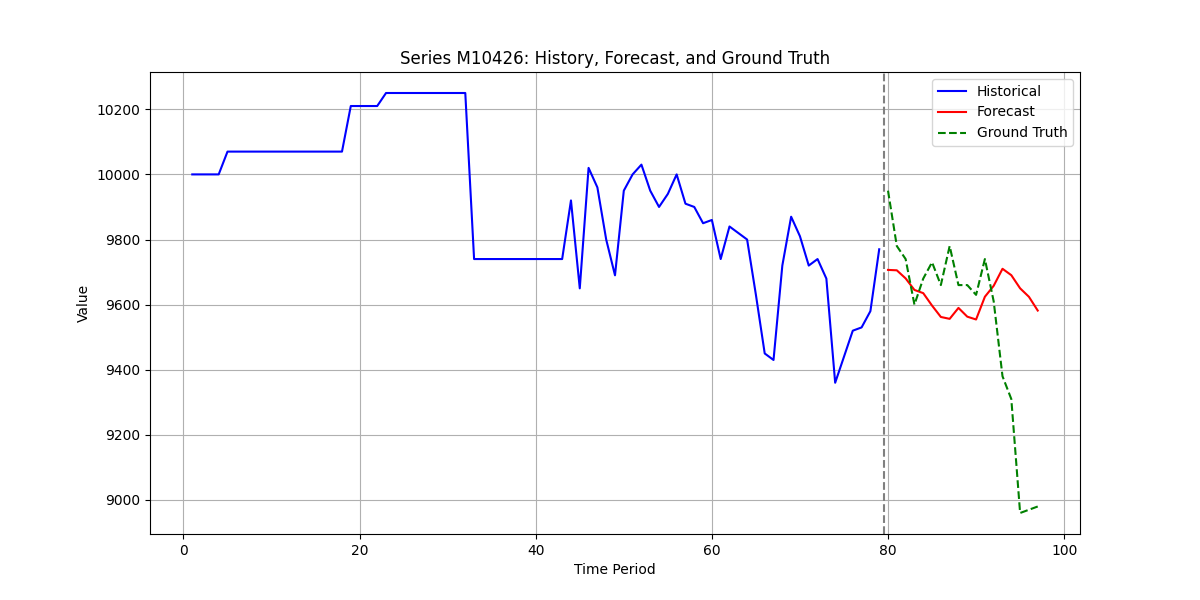 Series M10426: History, Forecast, and Ground Truth
Value
10200
10000
9800
9600
9400
9200
9000
Historical
Forecast
Ground Truth
0 20 40 60 80 100
Time Period